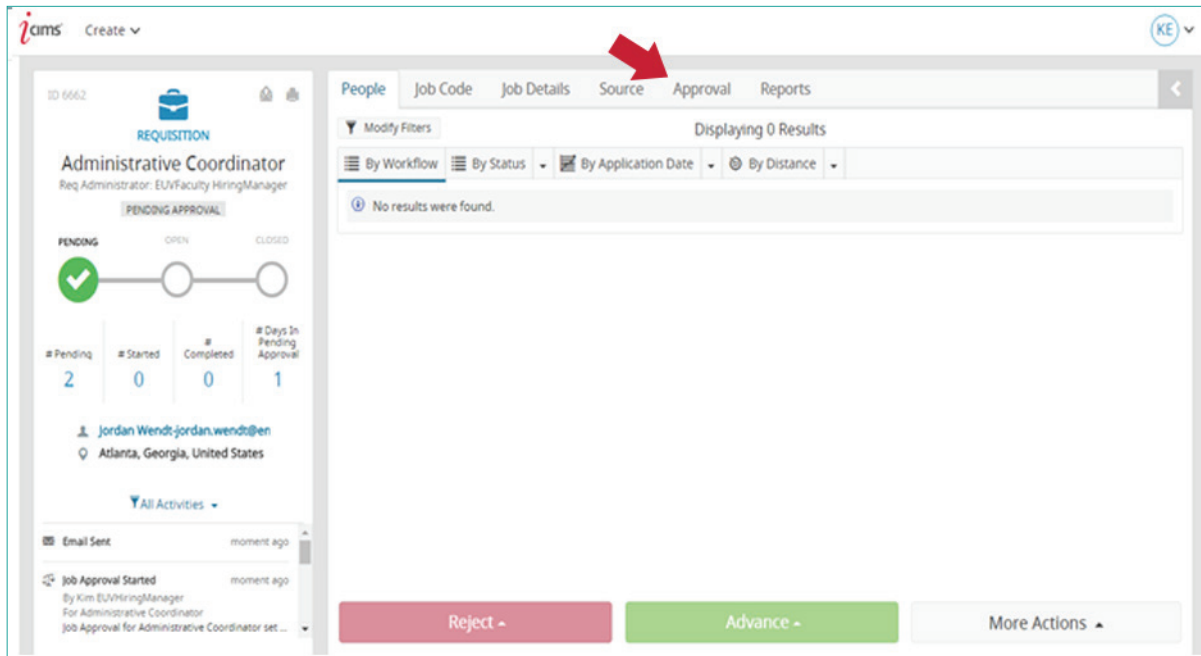 icims Create
KE
ID 6662
REQUISITION
Administrative Coordinator
Req Administrator: EUVFaculty HiringManager
PENDING APPROVAL
PENDING OPEN CLOSED
# Pending # Started # Completed # Days In Pending Approval
2 0 0 1
Jordan Wendt-jordan.wendt@en
Atlanta, Georgia, United States
All Activities
Email Sent moment ago
Job Approval Started moment ago
By Kim EUVHiringManager
For Administrative Coordinator
Job Approval for Administrative Coordinator set ...
People Job Code Job Details Source Approval Reports
Modify Filters Displaying 0 Results
By Workflow By Status By Application Date By Distance
No results were found.
Reject Advance More Actions